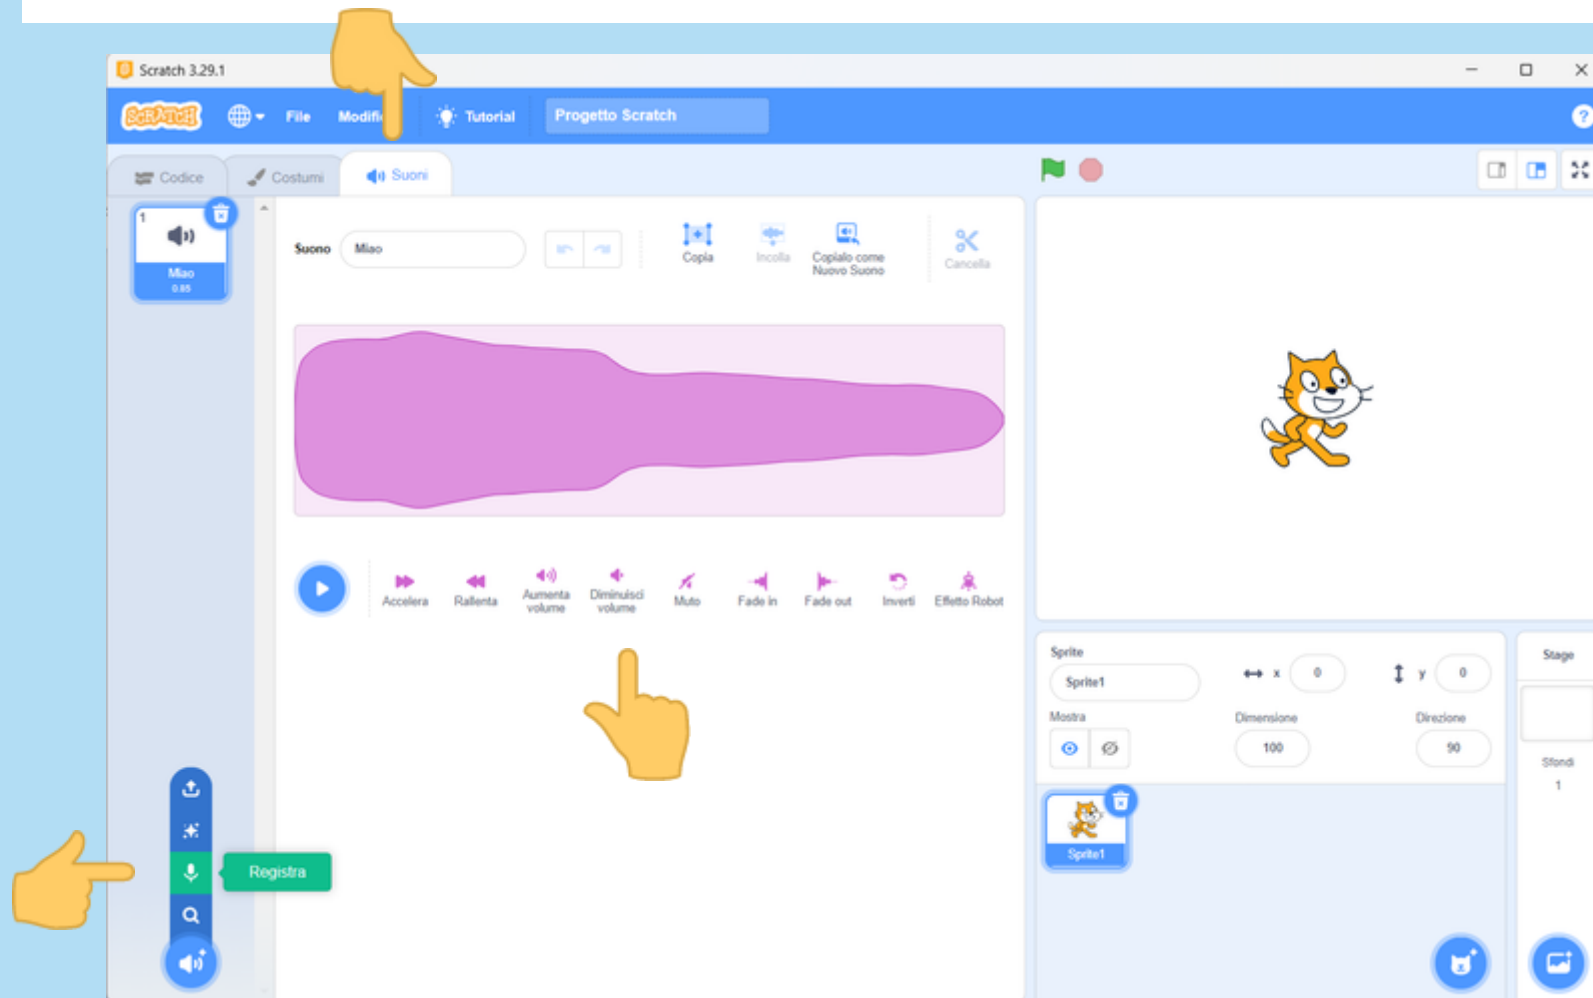 Scratch 3.29.1
SCRATCH File Modific Tutorial Progetto Scratch ?
Codice Costumi Suoni
1
Miao
0.85
Suono Miao
Copia Incolla Copialo come
Nuovo Suono
Cancella
Accelera Rallenta Aumenta
volume
Diminuisci
volume
Muto Fade in Fade out Inverti Effetto Robot
Registra
Sprite
Sprite1
x 0 y 0
Mostra Dimensione Direzione
100 90
Sprite1
Stage
Sfondi
1